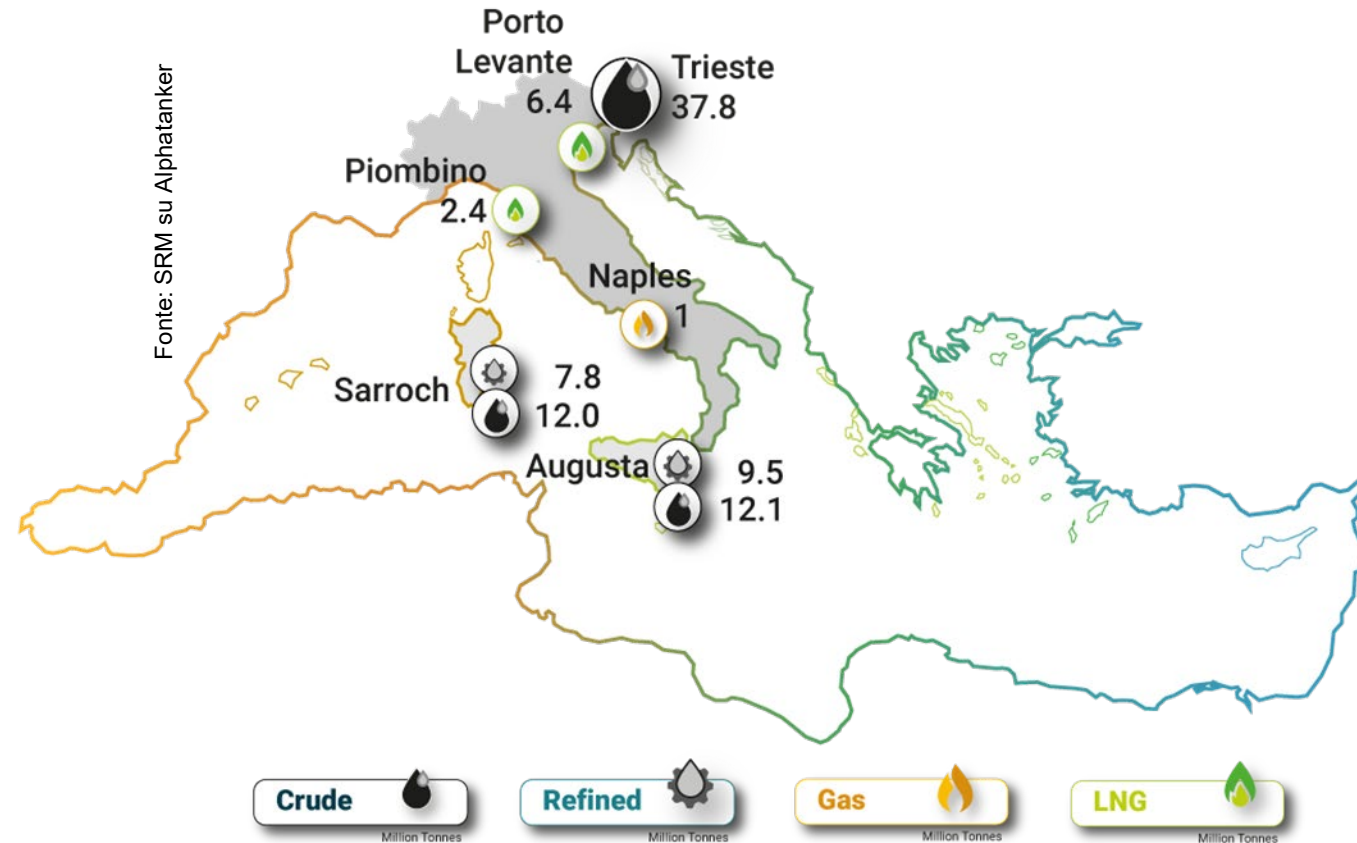 Fonte: SRM su Alphatanker
Porto
Levante
6.4
Trieste
37.8
Piombino
2.4
Naples
1
Sarroch
7.8
12.0
Augusta
9.5
12.1
Crude
Million Tonnes
Refined
Million Tonnes
Gas
Million Tonnes
LNG
Million Tonnes